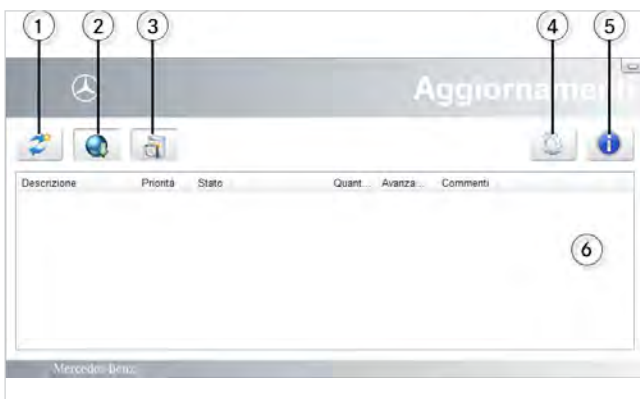 1 2 3 4 5
Aggiornamenti
Descrizione Priorità Stato Quant... Avanza... Commenti
6
Mercedes-Benz